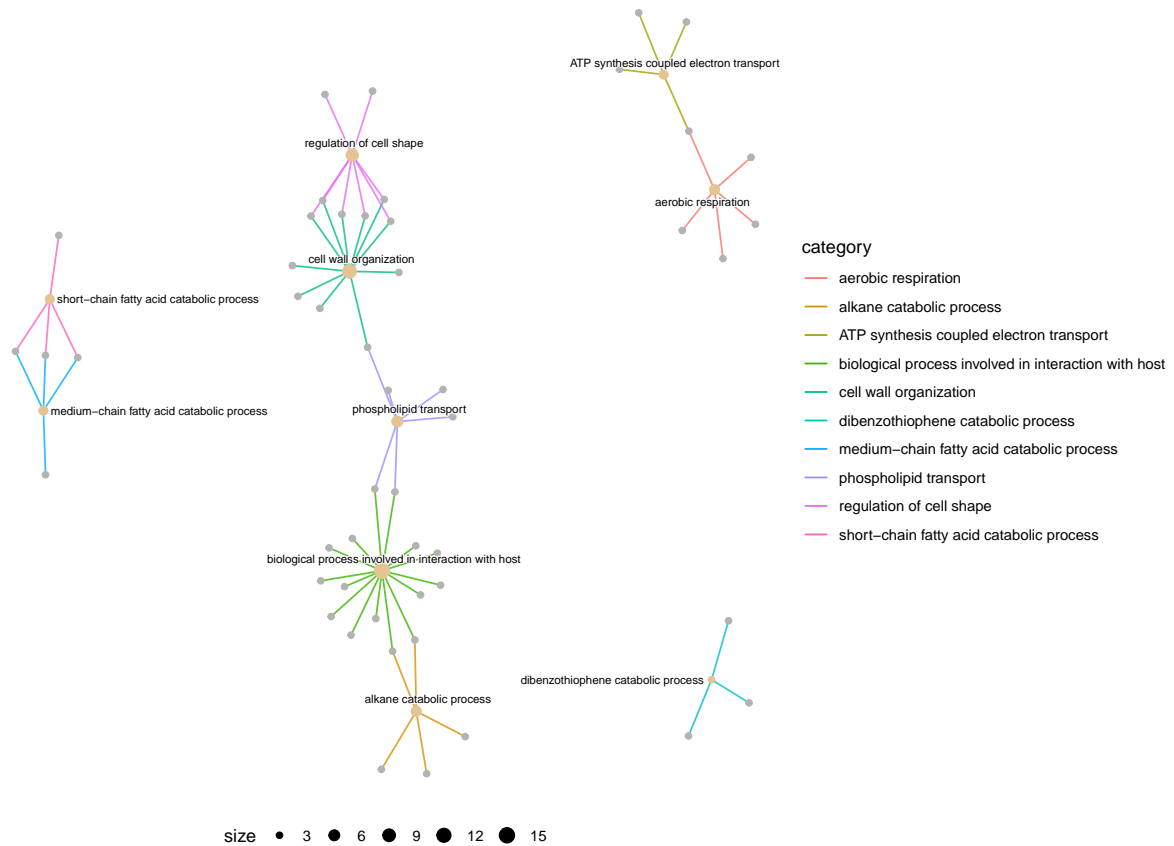 ATP synthesis coupled electron transport
regulation of cell shape
aerobic respiration
cell wall organization
short−chain fatty acid catabolic process
phospholipid transport
medium−chain fatty acid catabolic process
biological process involved in interaction with host
dibenzothiophene catabolic process
alkane catabolic process
category
aerobic respiration
alkane catabolic process
ATP synthesis coupled electron transport
biological process involved in interaction with host
cell wall organization
dibenzothiophene catabolic process
medium−chain fatty acid catabolic process
phospholipid transport
regulation of cell shape
short−chain fatty acid catabolic process
size 3 6 9 12 15